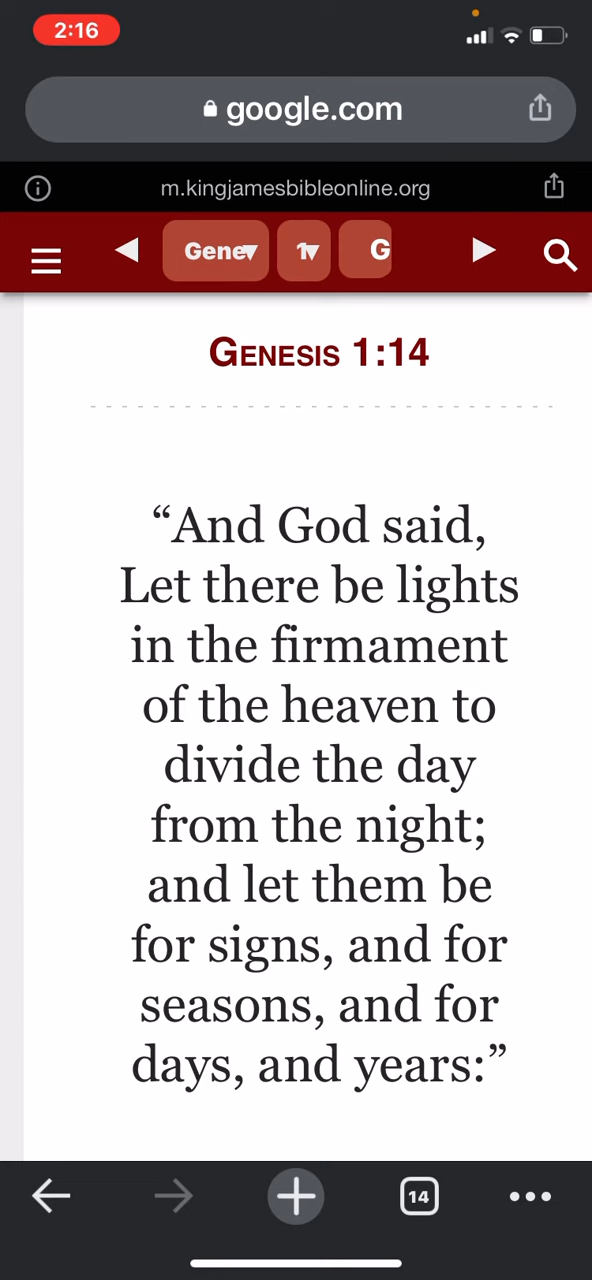 2:16
google.com
m.kingjamesbibleonline.org
Gene 1 G
GENESIS 1:14
“And God said,
Let there be lights
in the firmament
of the heaven to
divide the day
from the night;
and let them be
for signs, and for
seasons, and for
days, and years:”
14